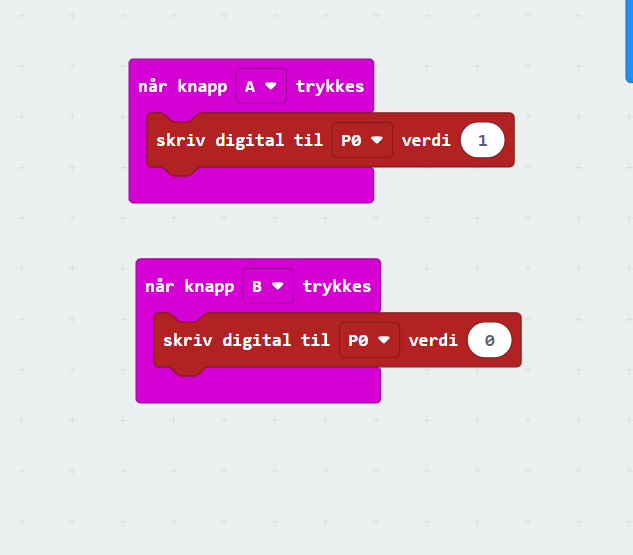 når knapp A trykkes
skriv digital til P0 verdi 1
når knapp B trykkes
skriv digital til P0 verdi 0